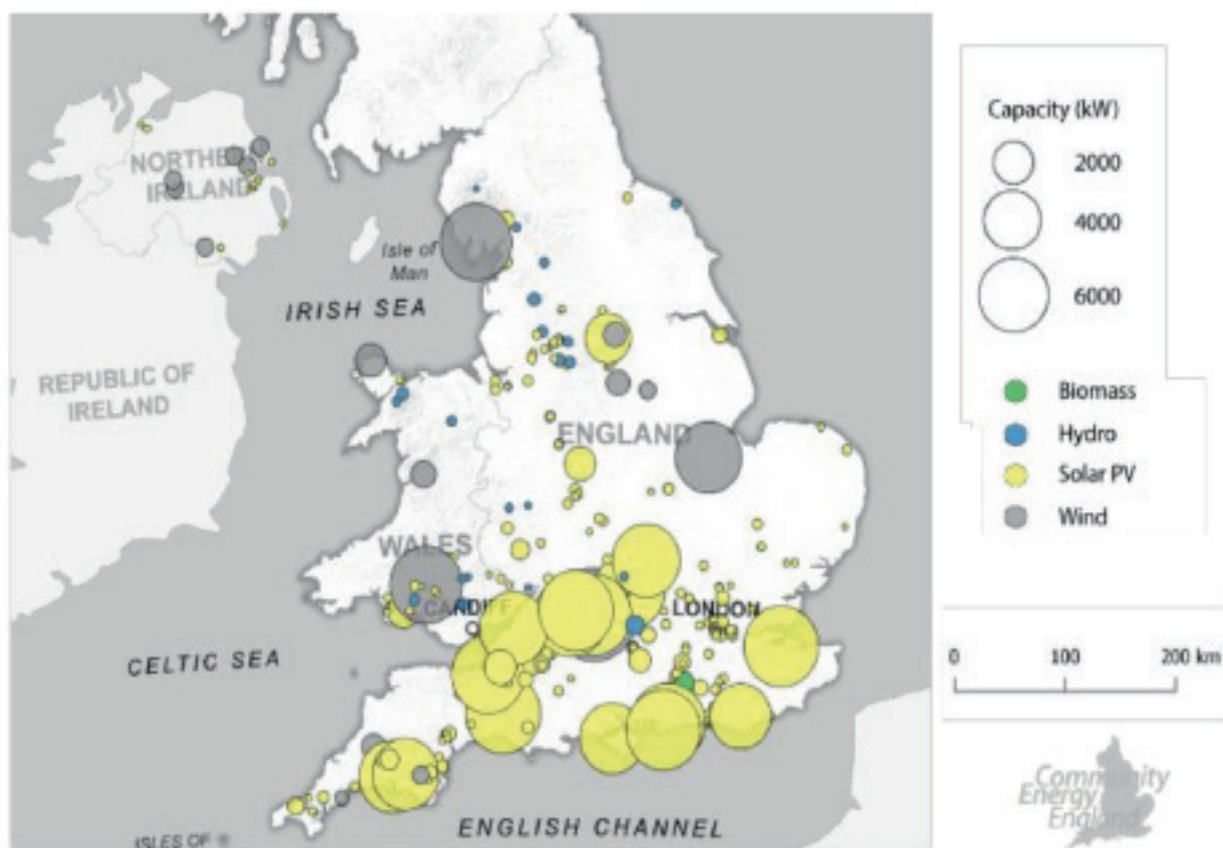 NORTHERN
IRELAND
Isle of
Man
IRISH SEA
REPUBLIC OF
IRELAND
ENGLAND
WALES
CARDIFF
LONDON
CELTIC SEA
ENGLISH CHANNEL
ISLES OF
Capacity (kW)
2000
4000
6000
Biomass
Hydro
Solar PV
Wind
0 100 200 km
Community
Energy
England